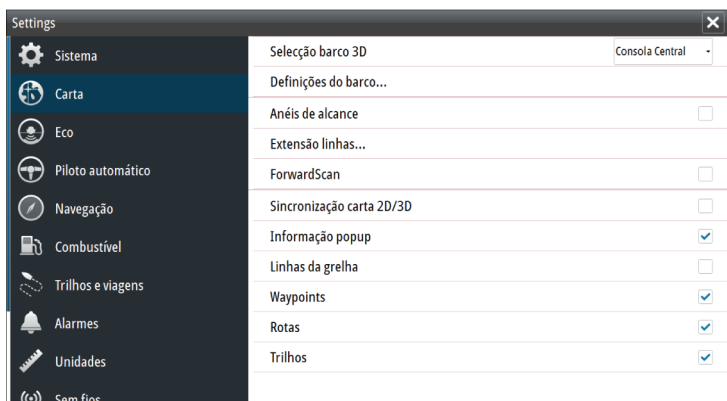 Settings
Sistema
Carta
Eco
Piloto automático
Navegação
Combustível
Trilhos e viagens
Alarmes
Unidades
Sem fios
Selecção barco 3D Consola Central
Definições do barco...
Anéis de alcance
Extensão linhas...
ForwardScan
Sincronização carta 2D/3D
Informação popup
Linhas da grelha
Waypoints
Rotas
Trilhos